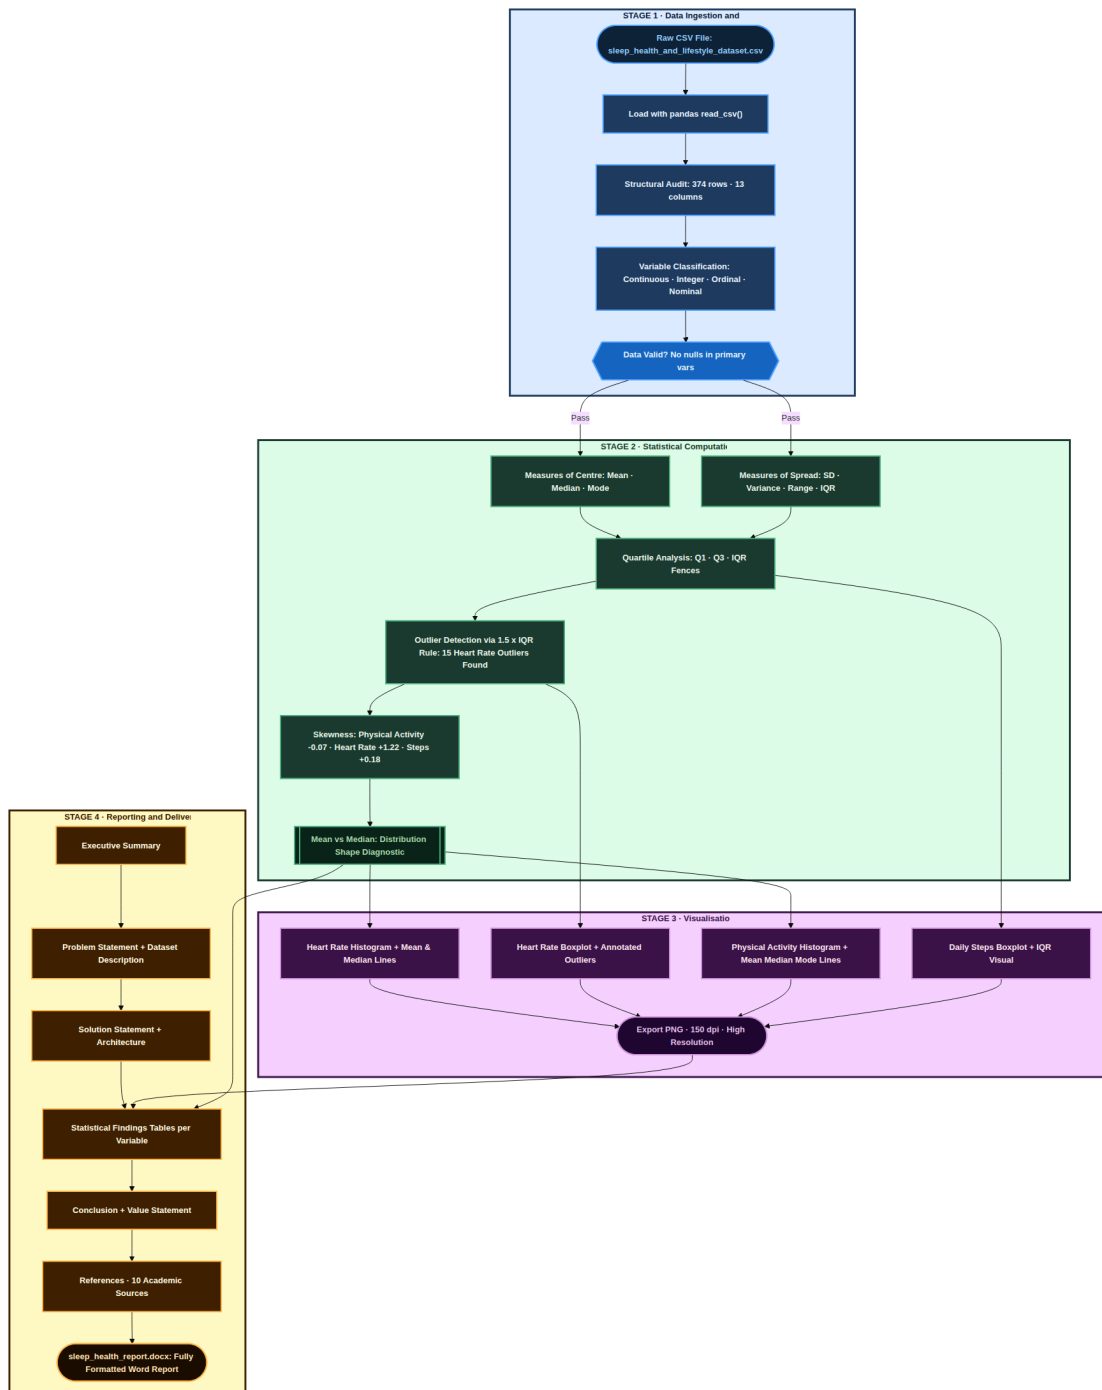 STAGE 1 · Data Ingestion and
Raw CSV File:
sleep_health_and_lifestyle_dataset.csv
Load with pandas read_csv()
Structural Audit: 374 rows · 13
columns
Variable Classification:
Continuous · Integer · Ordinal ·
Nominal
Data Valid? No nulls in primary
vars
Pass
Pass
STAGE 2 · Statistical Computatio
Measures of Centre: Mean ·
Median · Mode
Measures of Spread: SD ·
Variance · Range · IQR
Quartile Analysis: Q1 · Q3 · IQR
Fences
Outlier Detection via 1.5 x IQR
Rule: 15 Heart Rate Outliers
Found
Skewness: Physical Activity
-0.07 · Heart Rate +1.22 · Steps
+0.18
Mean vs Median: Distribution
Shape Diagnostic
STAGE 3 · Visualisatio
Heart Rate Histogram + Mean &
Median Lines
Heart Rate Boxplot + Annotated
Outliers
Physical Activity Histogram +
Mean Median Mode Lines
Daily Steps Boxplot + IQR
Visual
Export PNG · 150 dpi · High
Resolution
STAGE 4 · Reporting and Deliver
Executive Summary
Problem Statement + Dataset
Description
Solution Statement +
Architecture
Statistical Findings Tables per
Variable
Conclusion + Value Statement
References · 10 Academic
Sources
sleep_health_report.docx: Fully
Formatted Word Report